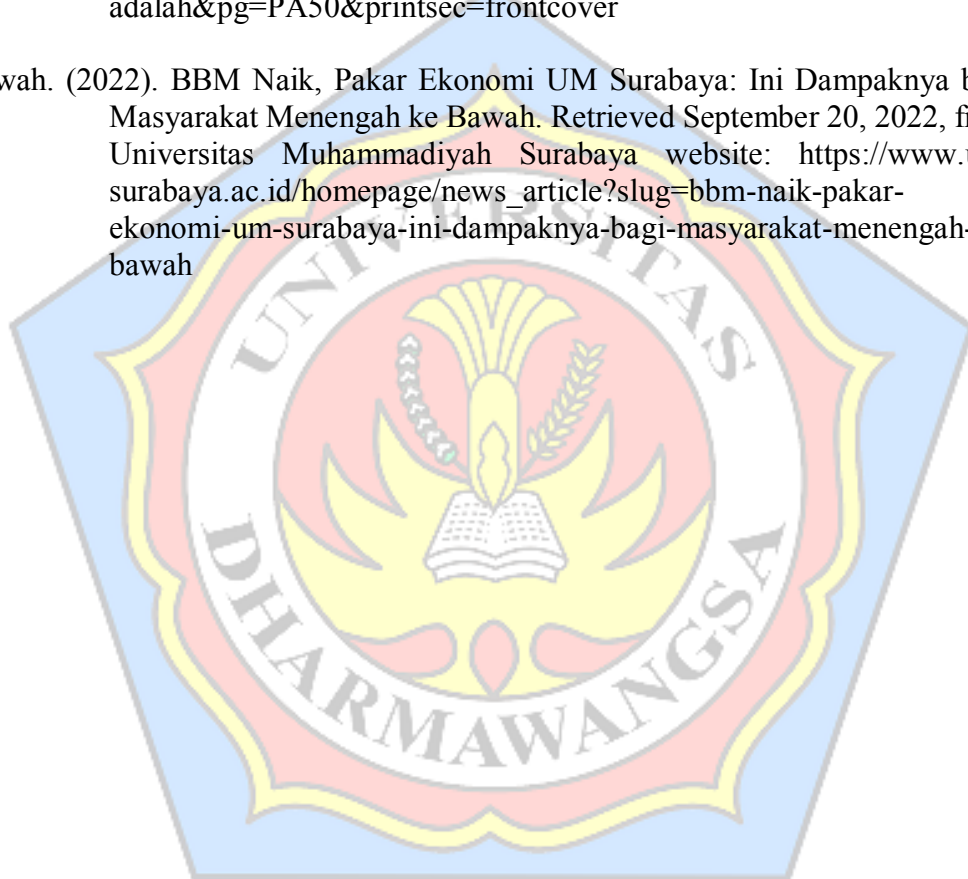 adalah&pg=PA50&printsec=frontcover
wah. (2022). BBM Naik, Pakar Ekonomi UM Surabaya: Ini Dampaknya b
Masyarakat Menengah ke Bawah. Retrieved September 20, 2022, f
Universitas Muhammadiyah Surabaya website: https://www.u
surabaya.ac.id/homepage/news_article?slug=bbm-naik-pakar-
ekonomi-um-surabaya-ini-dampaknya-bagi-masyarakat-menengah-
bawah
UNIVERSITAS
DHARMAWANGSA